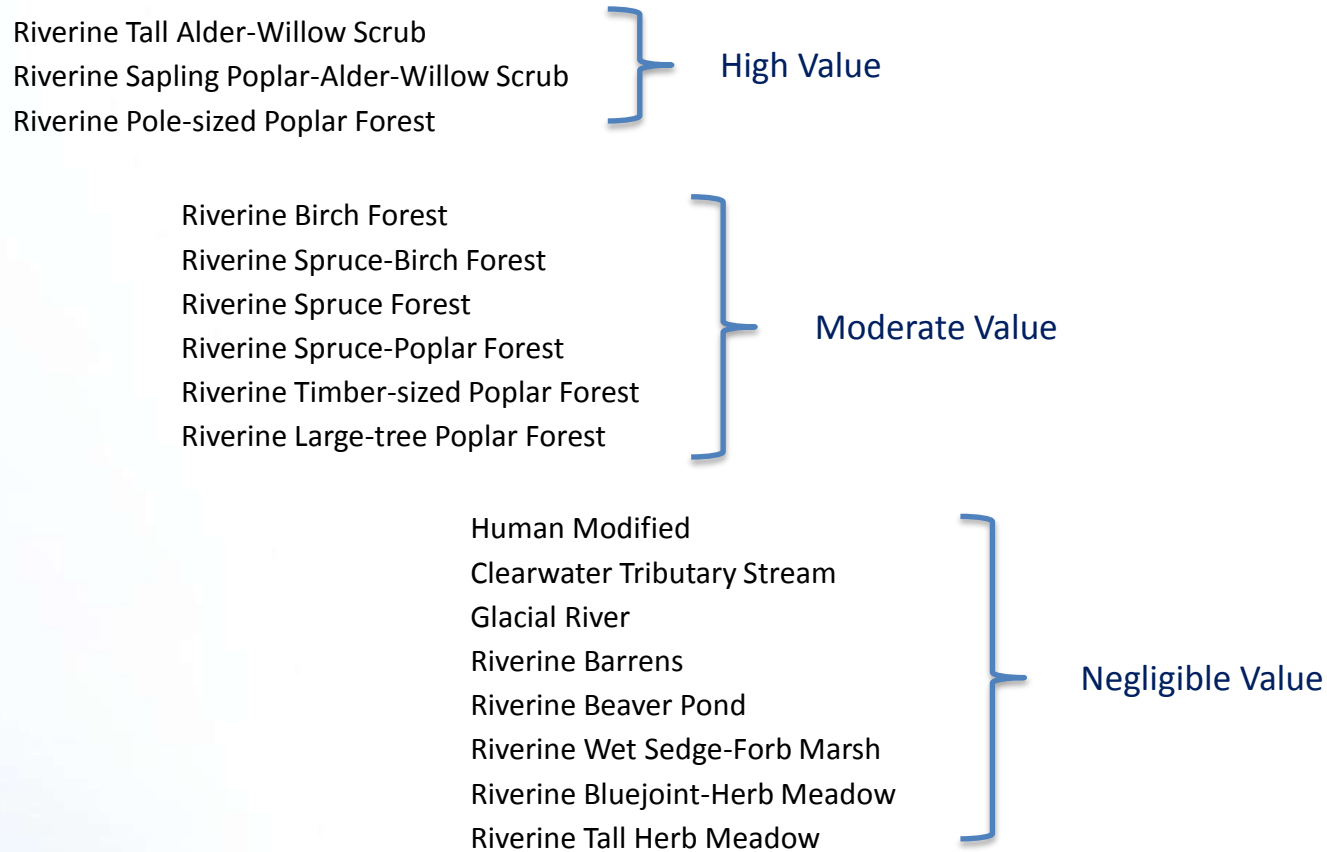 Riverine Tall Alder-Willow Scrub
Riverine Sapling Poplar-Alder-Willow Scrub
Riverine Pole-sized Poplar Forest
High Value
Riverine Birch Forest
Riverine Spruce-Birch Forest
Riverine Spruce Forest
Riverine Spruce-Poplar Forest
Riverine Timber-sized Poplar Forest
Riverine Large-tree Poplar Forest
Moderate Value
Human Modified
Clearwater Tributary Stream
Glacial River
Riverine Barrens
Riverine Beaver Pond
Riverine Wet Sedge-Forb Marsh
Riverine Bluejoint-Herb Meadow
Riverine Tall Herb Meadow
Negligible Value